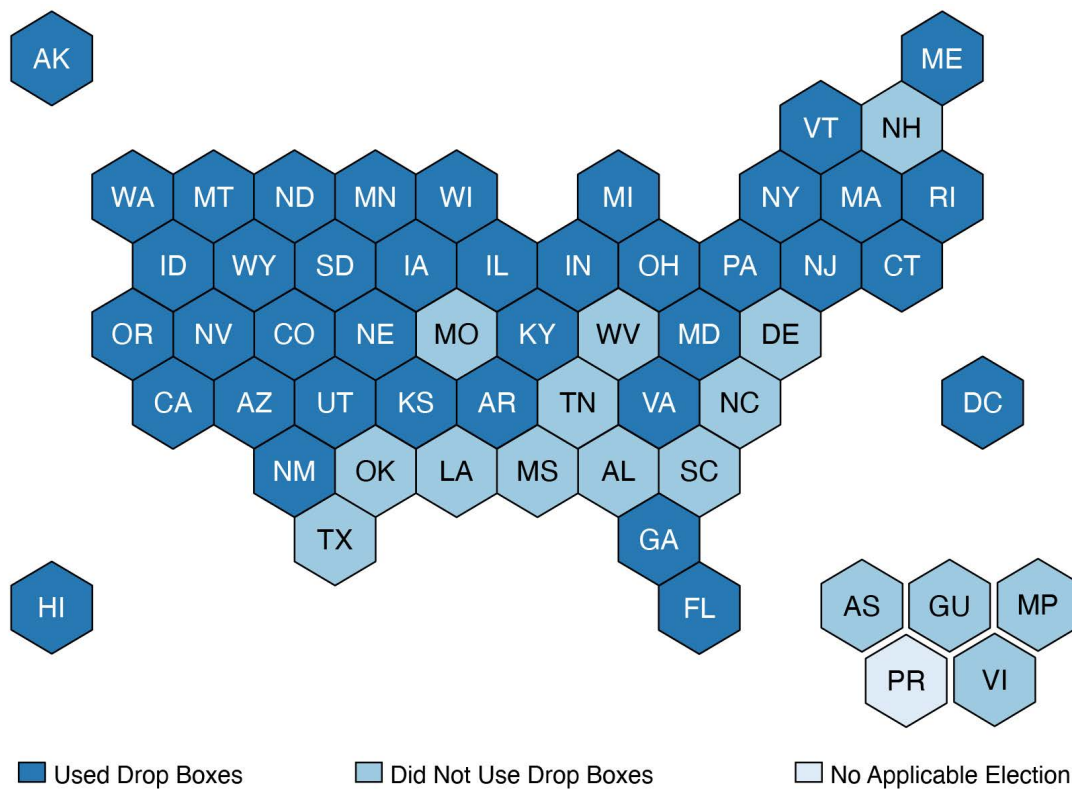 AK ME
VT NH
WA MT ND MN WI MI NY MA RI
ID WY SD IA IL IN OH PA NJ CT
OR NV CO NE MO KY WV MD DE
CA AZ UT KS AR TN VA NC DC
NM OK LA MS AL SC
TX GA
HI FL AS GU MP
PR VI
Used Drop Boxes Did Not Use Drop Boxes No Applicable Election